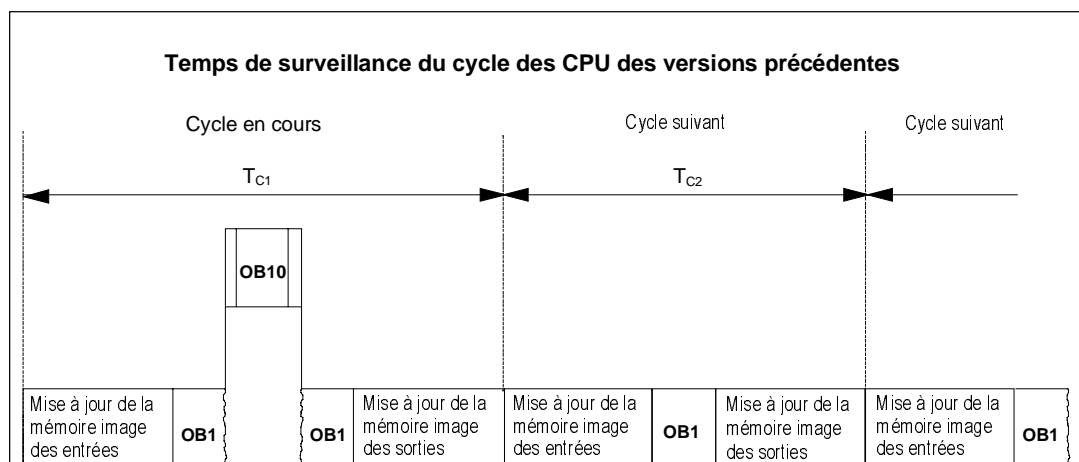 Temps de surveillance du cycle des CPU des versions précédentes
Cycle en cours
Cycle suivant
Cycle suivant
TC1
TC2
OB10
Mise à jour de la
mémoire image
des entrées
OB1
OB1
Mise à jour de la
mémoire image
des sorties
Mise à jour de la
mémoire image
des entrées
OB1
Mise à jour de la
mémoire image
des sorties
Mise à jour de la
mémoire image
des entrées
OB1